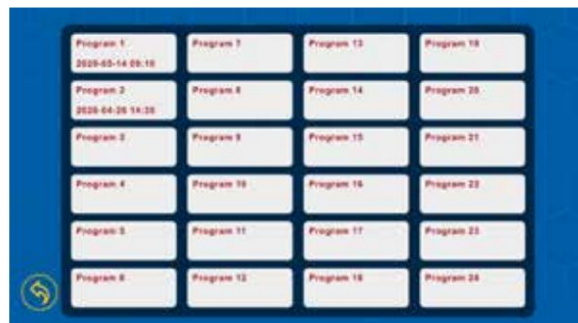 Program 1
Program 2
Program 3
Program 4
Program 5
Program 6
Program 7
Program 8
Program 9
Program 10
Program 11
Program 12
Program 13
Program 14
Program 15
Program 16
Program 17
Program 18
Program 19
Program 20
Program 21
Program 22
Program 23
Program 24